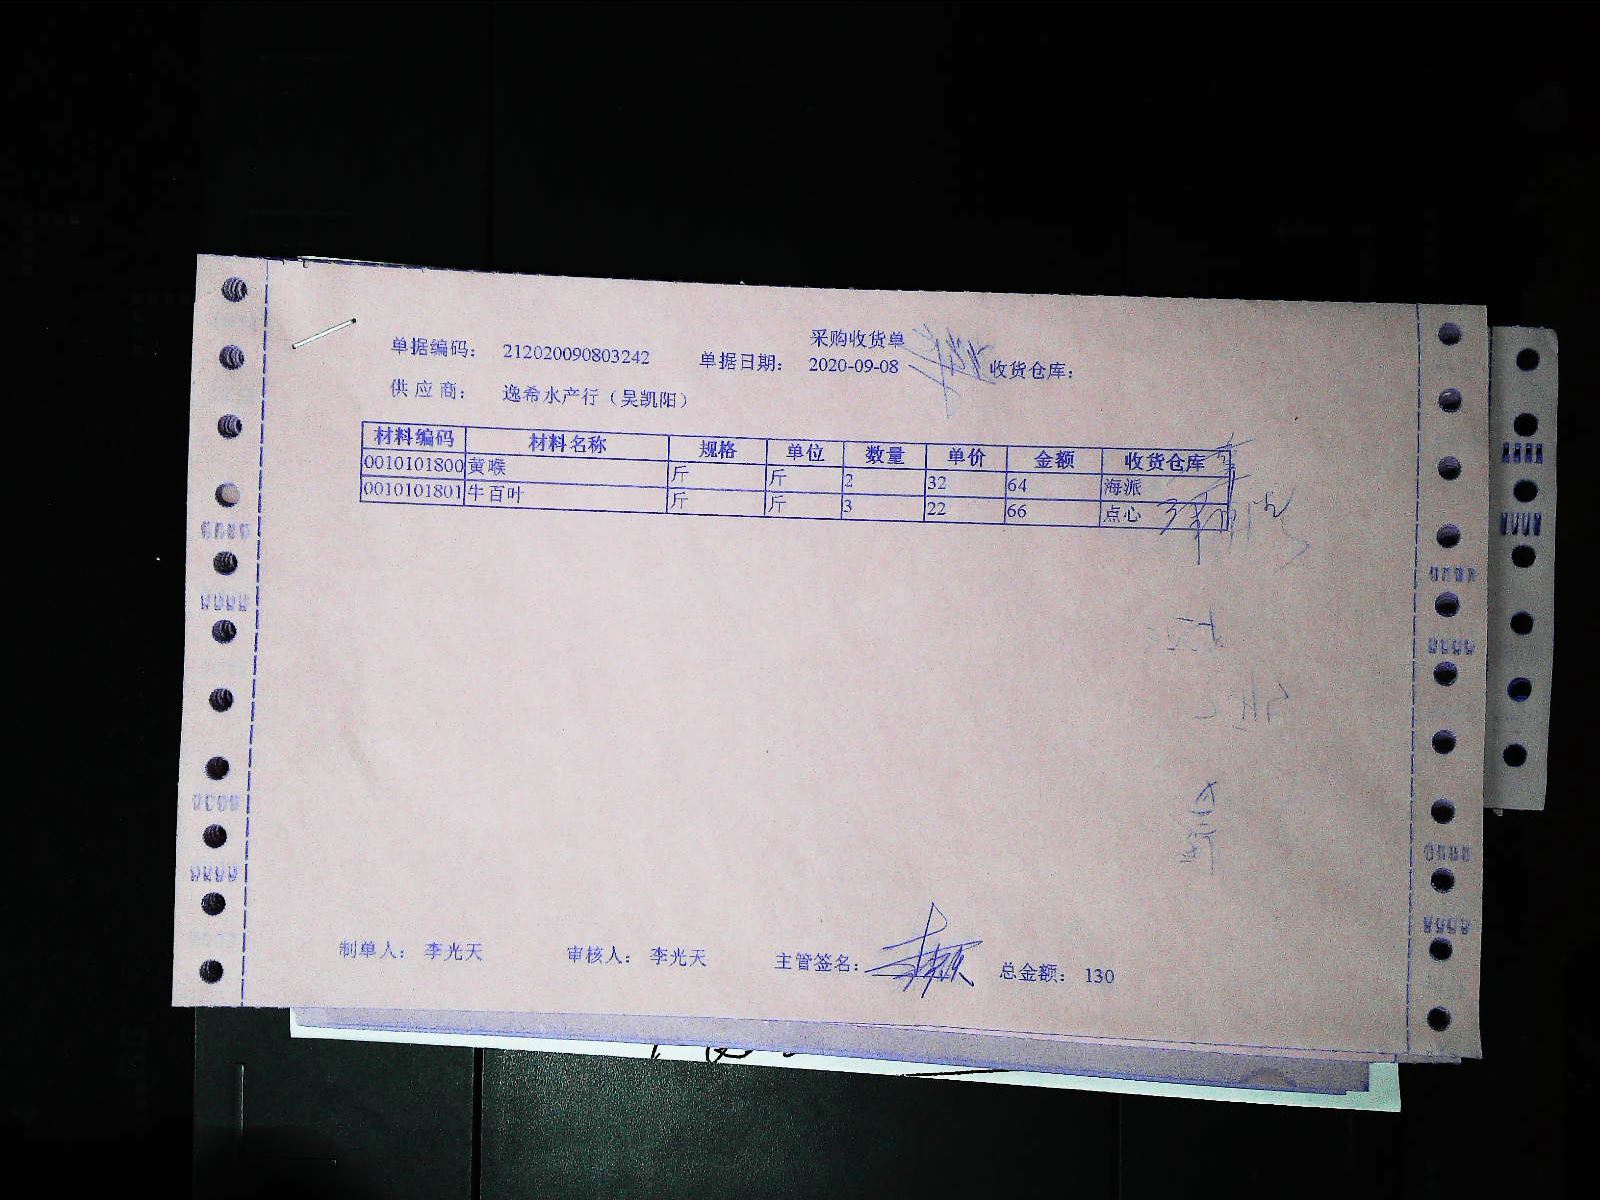 采购收货单
单据编码： 212020090803242 单据日期： 2020-09-08 收货仓库：
供 应 商： 逸希水产行（吴凯阳）
材料编码 材料名称 规格 单位 数量 单价 金额 收货仓库
0010101800 黄喉 斤 斤 2 32 64 海派
0010101801 牛百叶 斤 斤 3 22 66 点心
制单人： 李光天 审核人： 李光天 主管签名： 总金额： 130